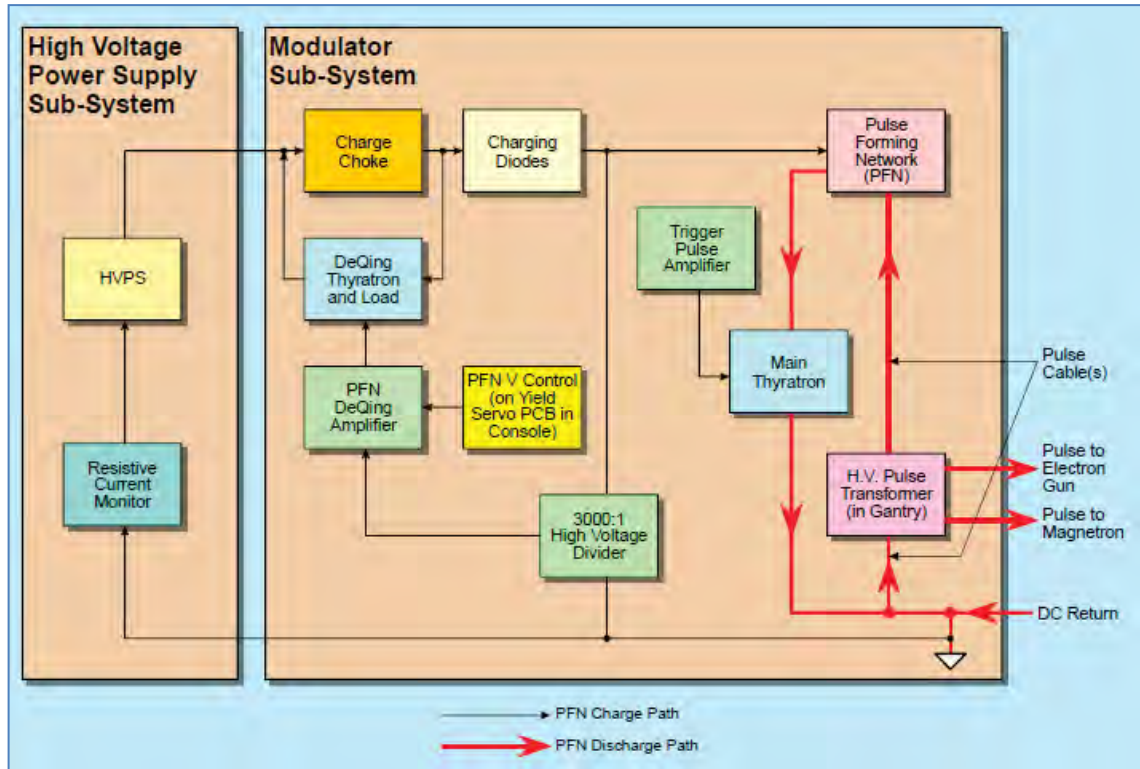 High Voltage
Power Supply
Sub-System
Modulator
Sub-System
Charge
Choke
Charging
Diodes
Pulse
Forming
Network
(PFN)
HVPS
DeQing
Thyratron
and Load
Trigger
Pulse
Amplifier
Main
Thyratron
Pulse
Cable(s)
PFN
DeQing
Amplifier
PFN V Control
(on Yield
Servo PCB in
Console)
Resistive
Current
Monitor
3000:1
High Voltage
Divider
H.V. Pulse
Transformer
(in Gantry)
Pulse to
Electron
Gun
Pulse to
Magnetron
DC Return
PFN Charge Path
PFN Discharge Path